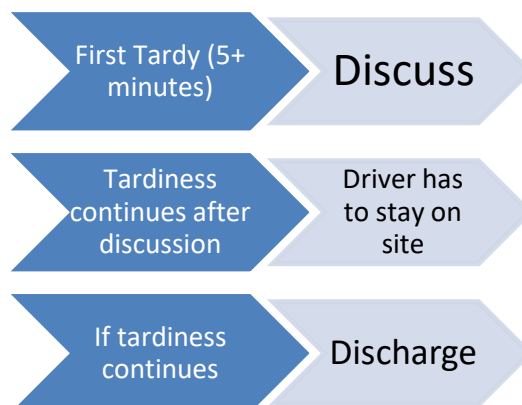 First Tardy (5+
minutes)
Discuss
Tardiness
continues after
discussion
Driver has
to stay on
site
If tardiness
continues
Discharge